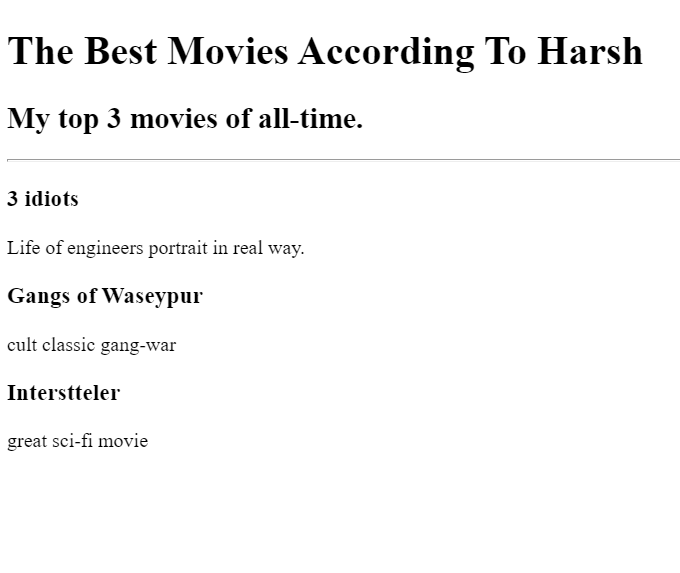 The Best Movies According To Harsh
My top 3 movies of all-time.
3 idiots
Life of engineers portrait in real way.
Gangs of Waseypur
cult classic gang-war
Interstteler
great sci-fi movie